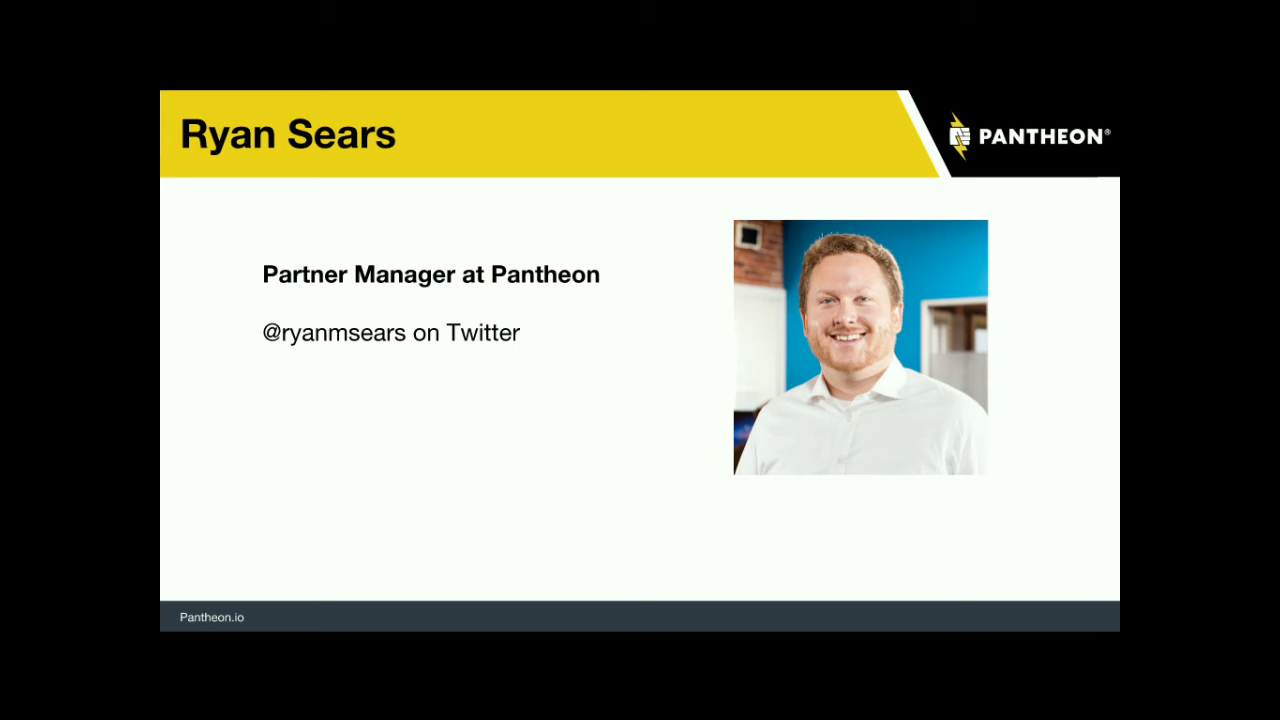 Ryan Sears
PANTHEON®
Partner Manager at Pantheon
@ryanmsears on Twitter
Pantheon.io